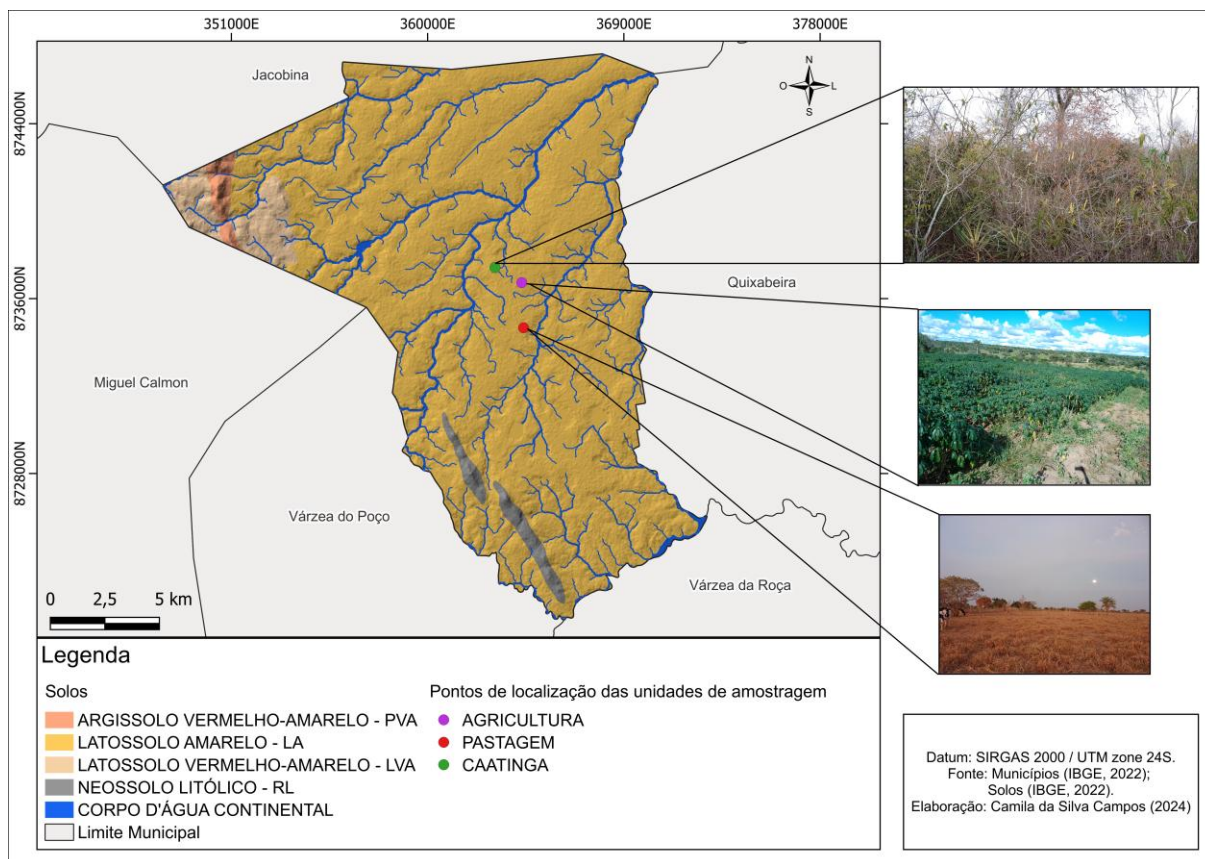 351000E
360000E
369000E
378000E
8744000N
8736000N
8728000N
Jacobina
N
O
L
S
Quixabeira
Miguel Calmon
Várzea do Poço
Várzea da Roça
0 2,5 5 km
Legenda
Solos
ARGISSOLO VERMELHO-AMARELO - PVA
LATOSSOLO AMARELO - LA
LATOSSOLO VERMELHO-AMARELO - LVA
NEOSSOLO LITÓLICO - RL
CORPO D'ÁGUA CONTINENTAL
Limite Municipal
Pontos de localização das unidades de amostragem
AGRICULTURA
PASTAGEM
CAATINGA
Datum: SIRGAS 2000 / UTM zone 24S.
Fonte: Municípios (IBGE, 2022);
Solos (IBGE, 2022).
Elaboração: Camila da Silva Campos (2024)